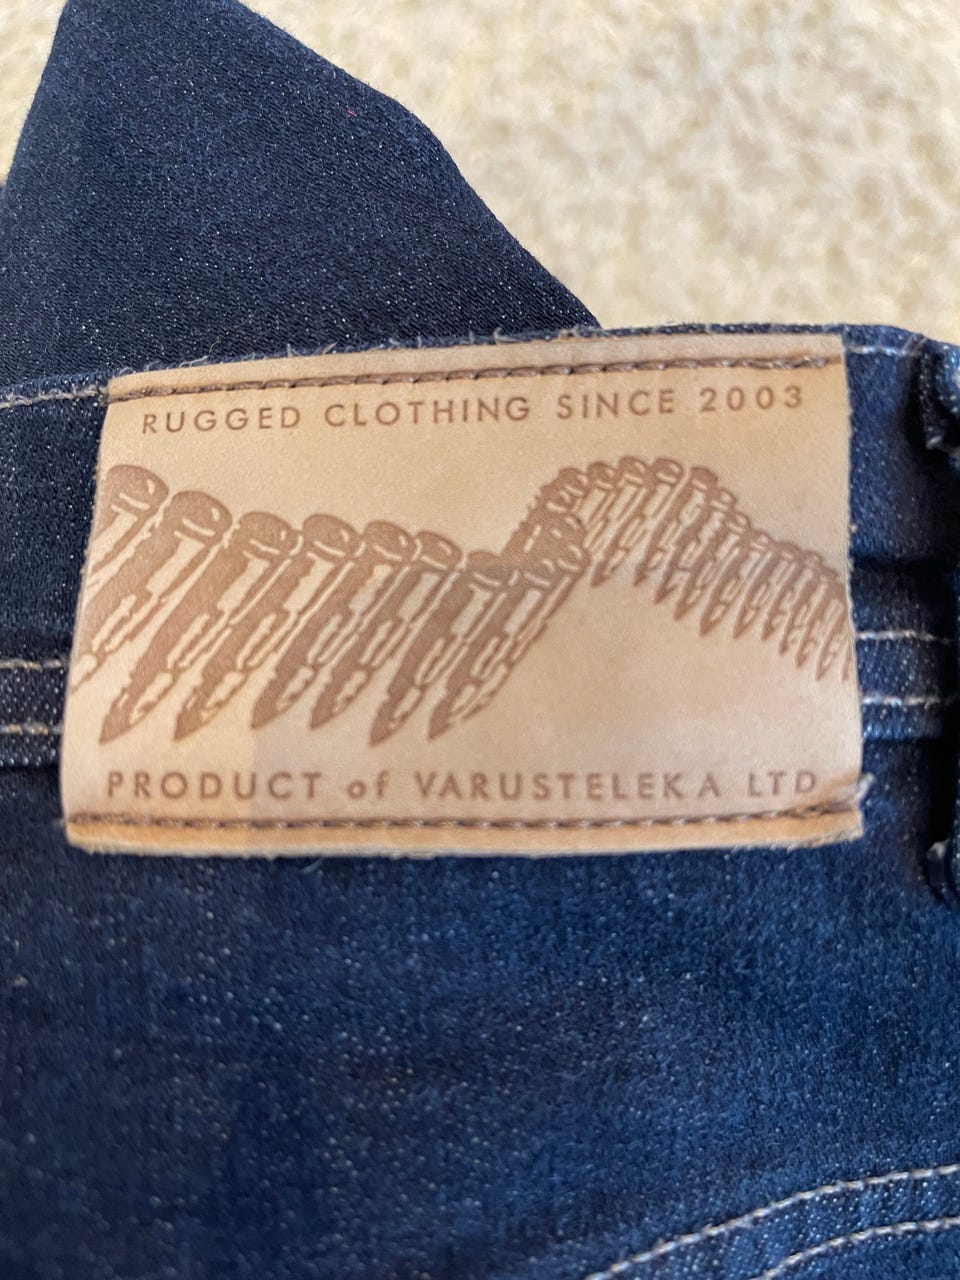 RUGGED CLOTHING SINCE 2003
PRODUCT of VARUSTELEKA LTD